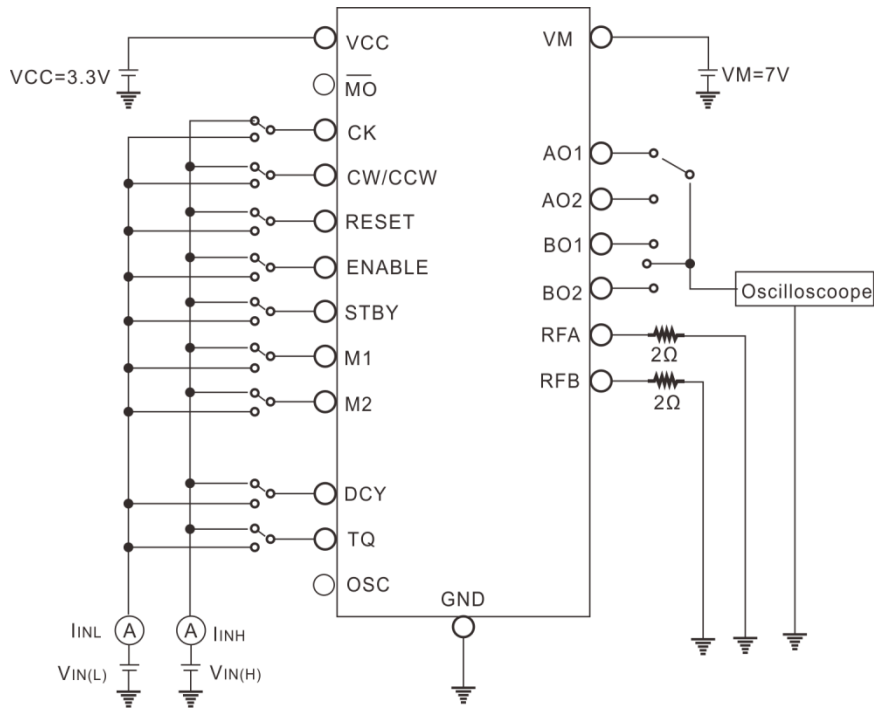 VCC
VM
VCC=3.3V
VM=7V
MO
CK
AO1
CW/CCW
AO2
RESET
BO1
ENABLE
BO2
Oscilloscoope
STBY
RFA
2Ω
M1
RFB
2Ω
M2
DCY
TQ
OSC
GND
IINL
A
A
IINH
VIN(L)
VIN(H)